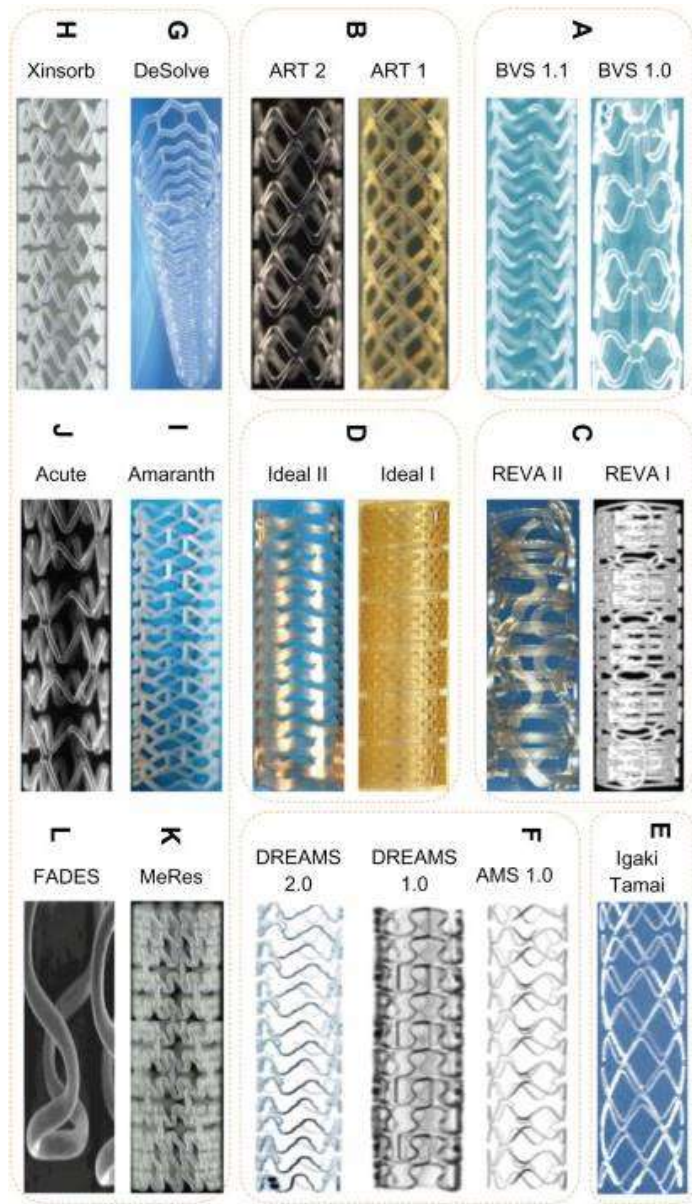 H
G
B
A
Xinsorb
DeSolve
ART 2
ART 1
BVS 1.1
BVS 1.0
J
I
D
C
Acute
Amaranth
Ideal II
Ideal I
REVA II
REVA I
L
K
F
E
FADES
MeRes
DREAMS
2.0
DREAMS
1.0
AMS 1.0
Igaki
Tamai